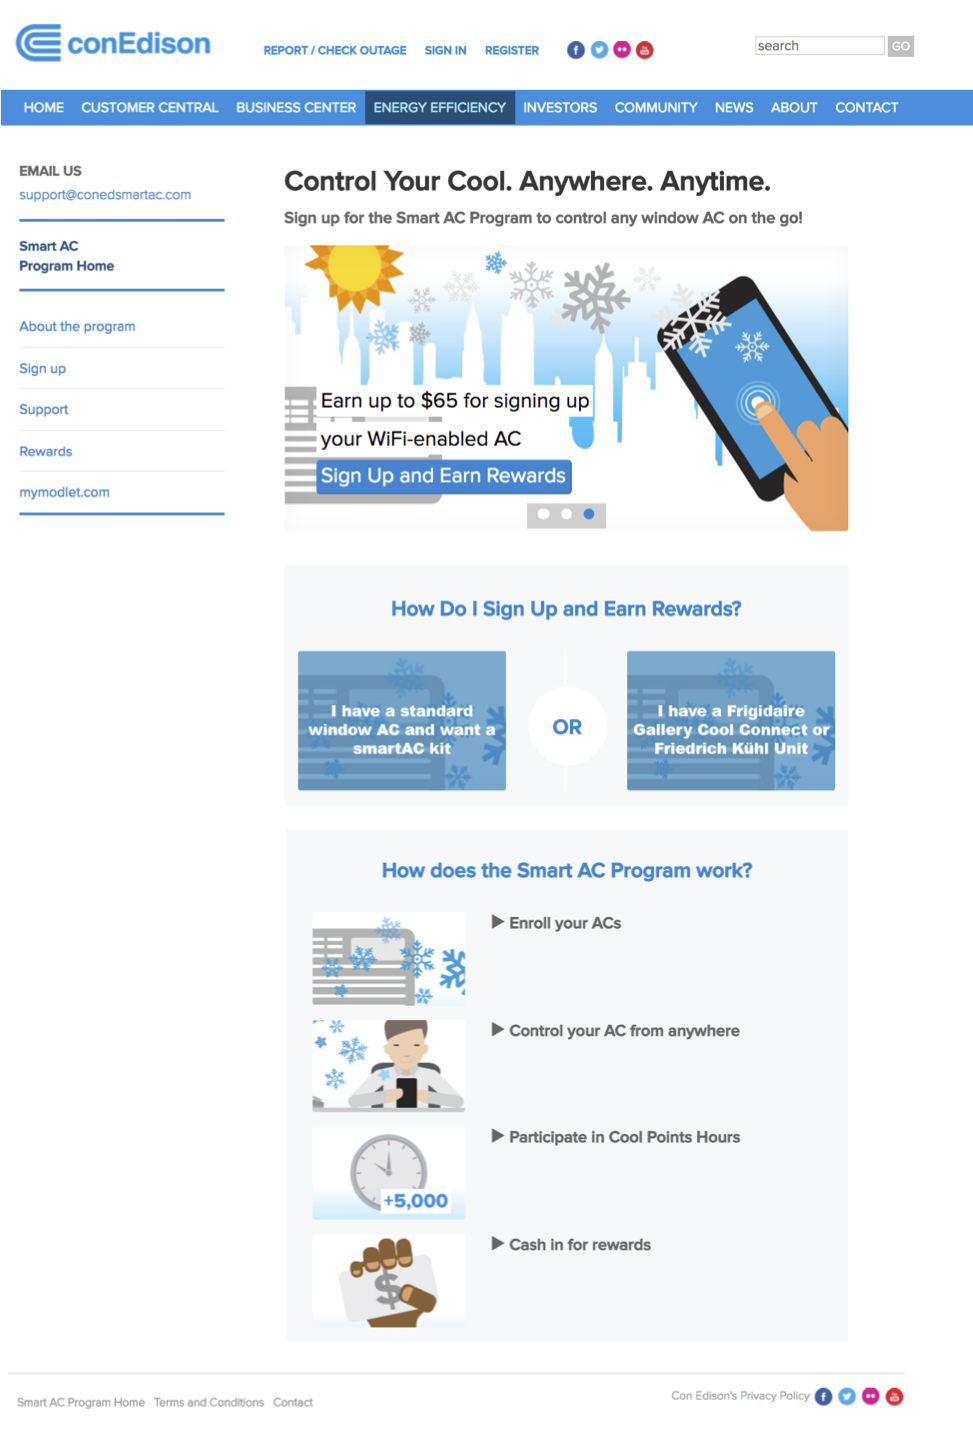 conEdison
REPORT / CHECK OUTAGE SIGN IN REGISTER
search GO
HOME CUSTOMER CENTRAL BUSINESS CENTER ENERGY EFFICIENCY INVESTORS COMMUNITY NEWS ABOUT CONTACT
EMAIL US
support@conedsmartac.com
Smart AC
Program Home
About the program
Sign up
Support
Rewards
mymodlet.com
Control Your Cool. Anywhere. Anytime.
Sign up for the Smart AC Program to control any window AC on the go!
Earn up to $65 for signing up
your WiFi-enabled AC
Sign Up and Earn Rewards
How Do I Sign Up and Earn Rewards?
I have a standard
window AC and want a
smartAC kit
OR
I have a Frigidaire
Gallery Cool Connect or
Friedrich Kühl Unit
How does the Smart AC Program work?
Enroll your ACs
Control your AC from anywhere
Participate in Cool Points Hours
+5,000
Cash in for rewards
$
Smart AC Program Home Terms and Conditions Contact
Con Edison's Privacy Policy